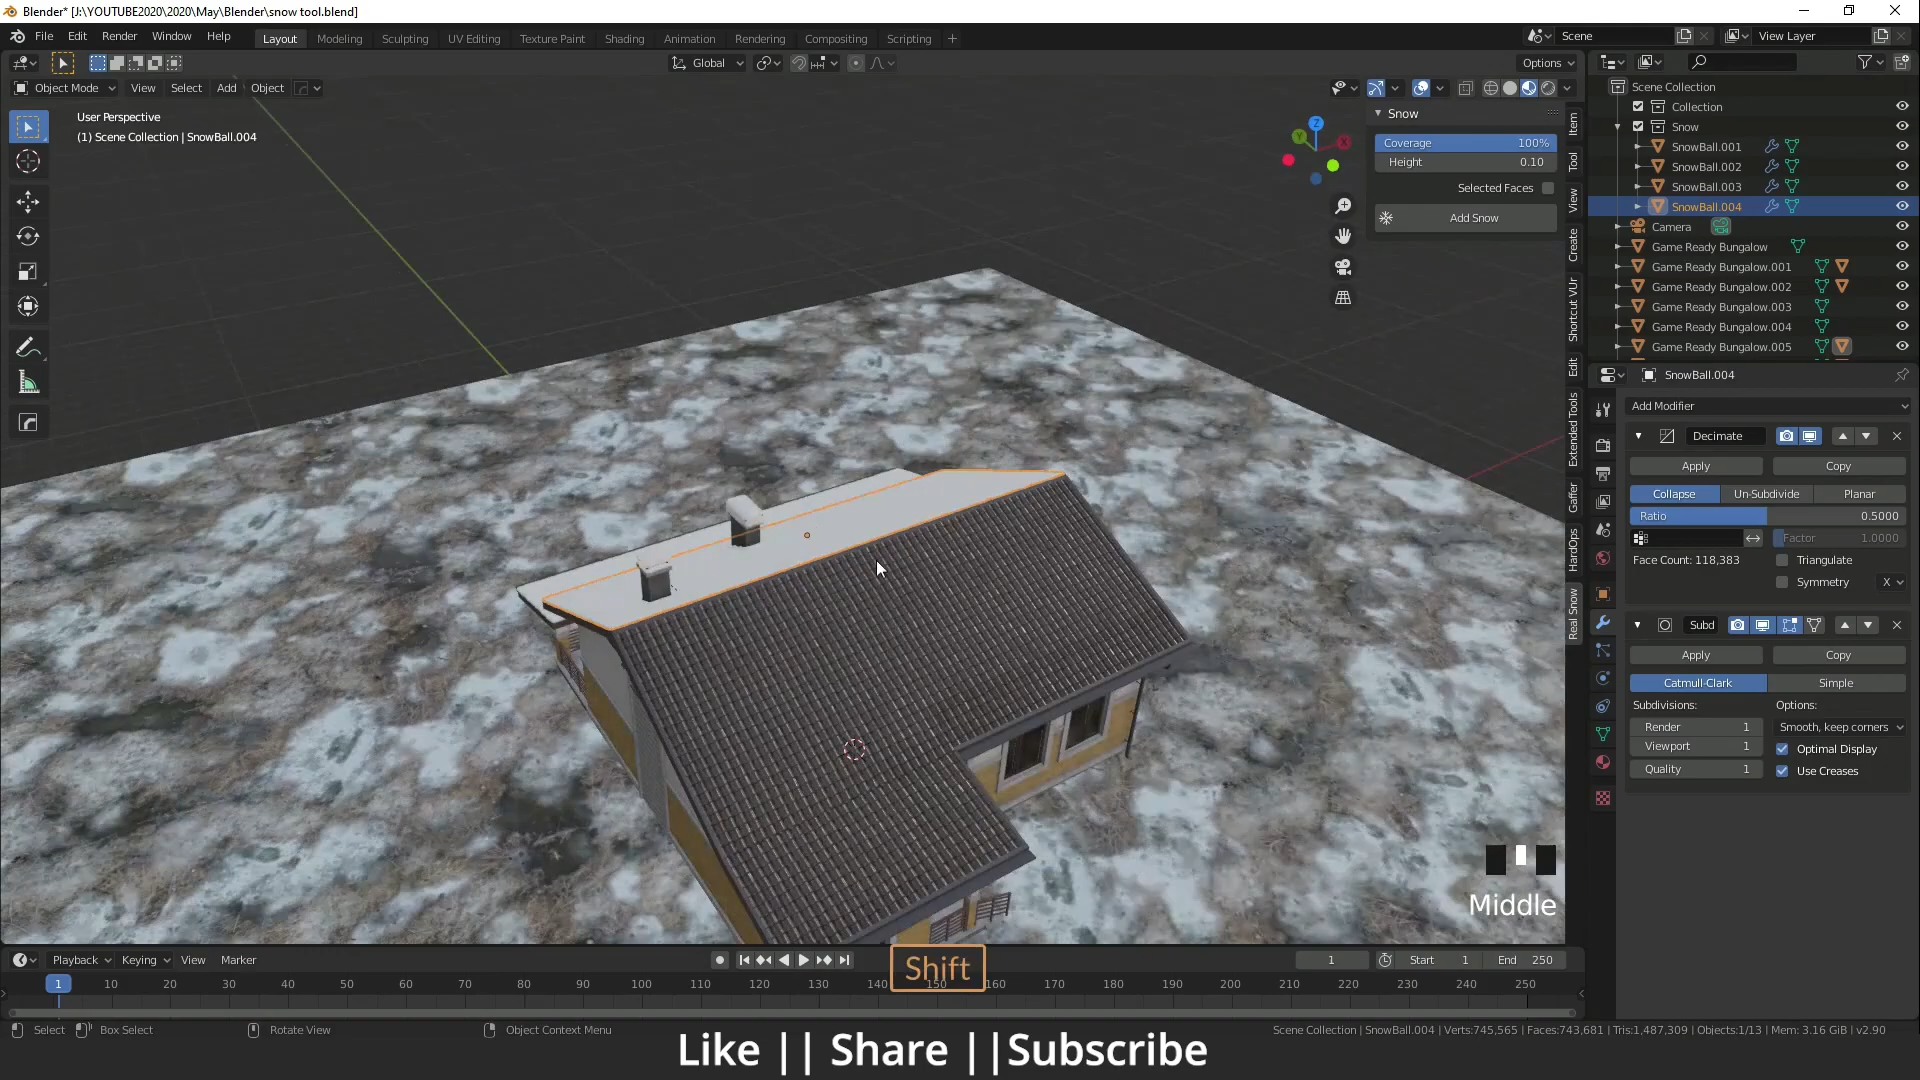 Blender* [J:\YOUTUBE2020\2020\May\Blender\snow tool.blend]
File Edit Render Window Help
Layout Modeling Sculpting UV Editing Texture Paint Shading Animation Rendering Compositing Scripting +
Scene
View Layer
Global
Options
Object Mode View Select Add Object
User Perspective
(1) Scene Collection | SnowBall.004
Z
Y
X
Snow
Coverage 100%
Height 0.10
Selected Faces
Add Snow
Item
Tool
View
Create
Shortcut VUr
Edit
Extended Tools
Gaffer
HardOps
Real Snow
Scene Collection
Collection
Snow
SnowBall.001
SnowBall.002
SnowBall.003
SnowBall.004
Camera
Game Ready Bungalow
Game Ready Bungalow.001
Game Ready Bungalow.002
Game Ready Bungalow.003
Game Ready Bungalow.004
Game Ready Bungalow.005
SnowBall.004
Add Modifier
Decimate
Apply Copy
Collapse Un-Subdivide Planar
Ratio 0.5000
Factor 1.0000
Face Count: 118,383 Triangulate
Symmetry X
Subd
Apply Copy
Catmull-Clark Simple
Subdivisions: Options:
Render 1 Smooth, keep corners
Viewport 1 Optimal Display
Quality 1 Use Creases
Middle
Playback Keying View Marker
1 Start 1 End 250
Shift
1 10 20 30 40 50 60 70 80 90 100 110 120 130 140 150 160 170 180 190 200 210 220 230 240 250
Select Box Select Rotate View Object Context Menu
Scene Collection | SnowBall.004 | Verts:745,565 | Faces:743,681 | Tris:1,487,309 | Objects:1/13 | Mem: 3.16 GiB | v2.90
Like || Share ||Subscribe